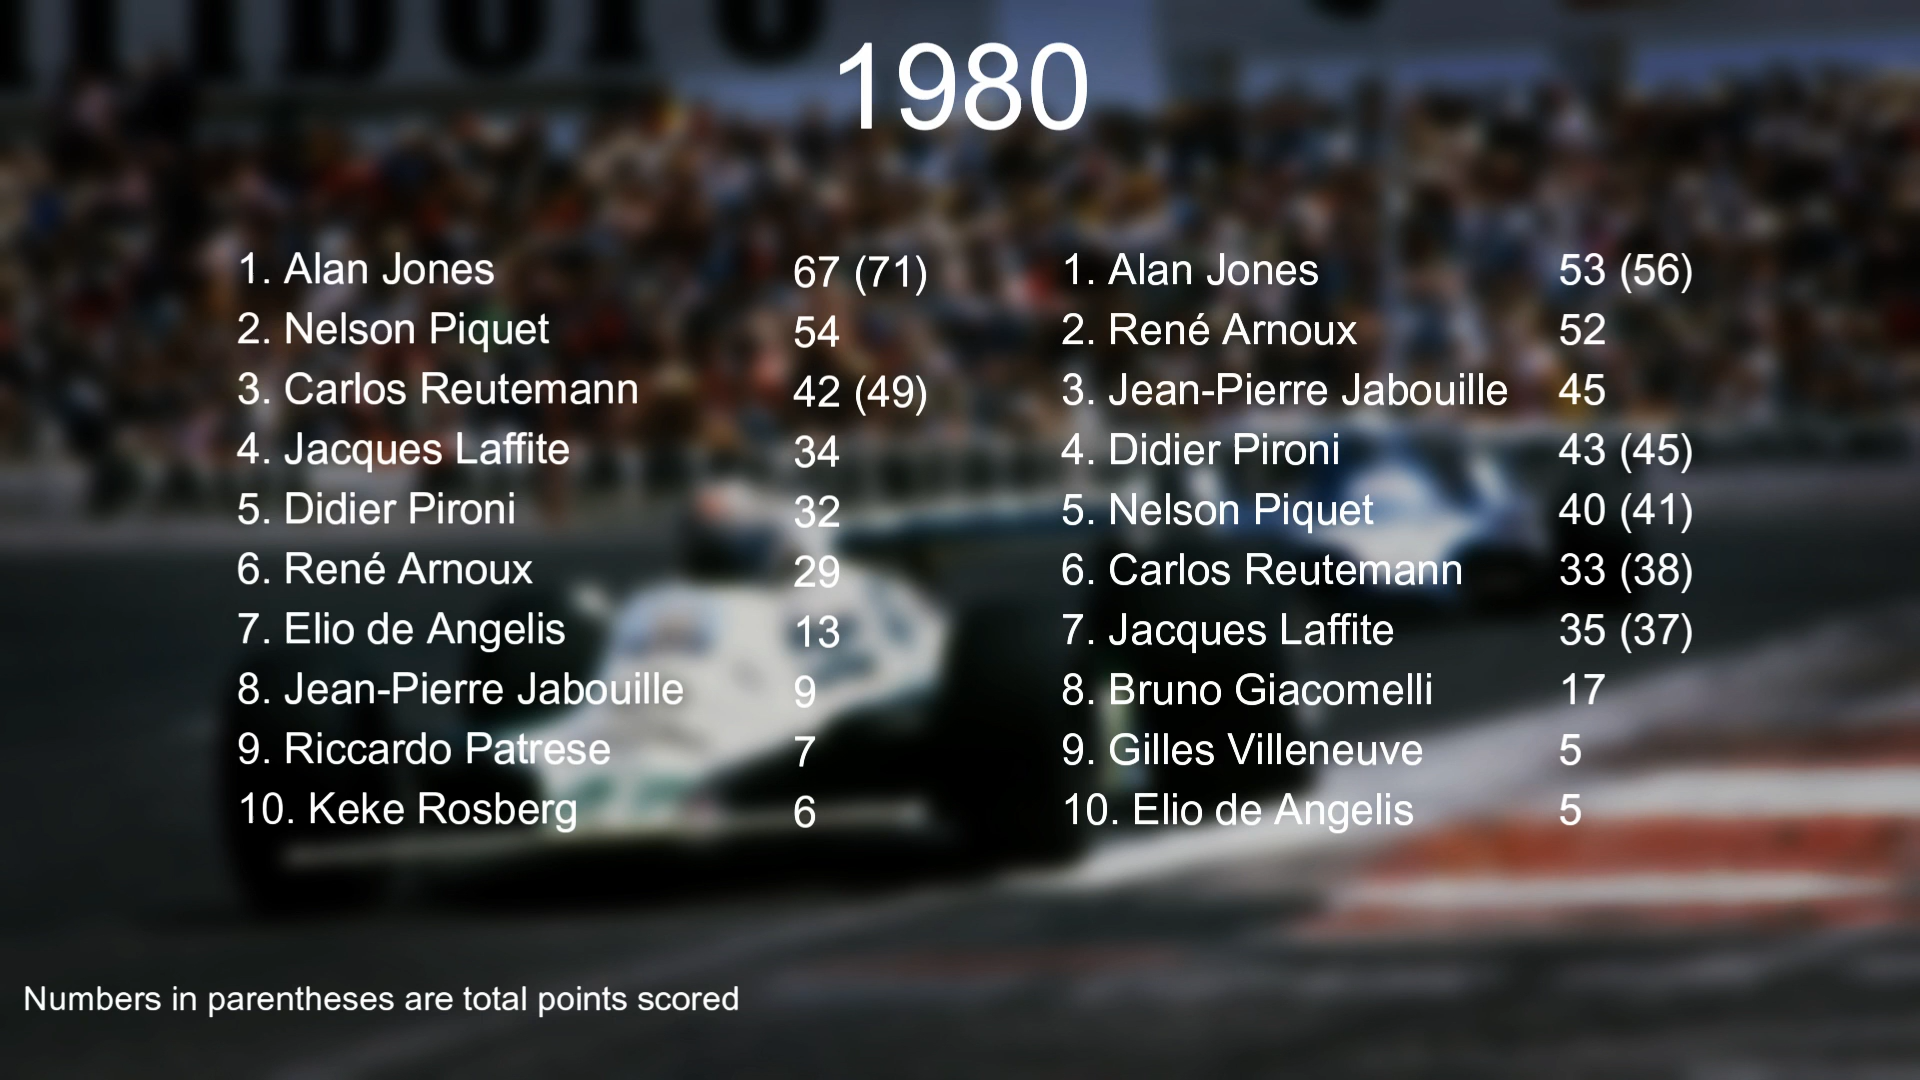 1980
1. Alan Jones 67 (71)
2. Nelson Piquet 54
3. Carlos Reutemann 42 (49)
4. Jacques Laffite 34
5. Didier Pironi 32
6. René Arnoux 29
7. Elio de Angelis 13
8. Jean-Pierre Jabouille 9
9. Riccardo Patrese 7
10. Keke Rosberg 6
1. Alan Jones 53 (56)
2. René Arnoux 52
3. Jean-Pierre Jabouille 45
4. Didier Pironi 43 (45)
5. Nelson Piquet 40 (41)
6. Carlos Reutemann 33 (38)
7. Jacques Laffite 35 (37)
8. Bruno Giacomelli 17
9. Gilles Villeneuve 5
10. Elio de Angelis 5
Numbers in parentheses are total points scored